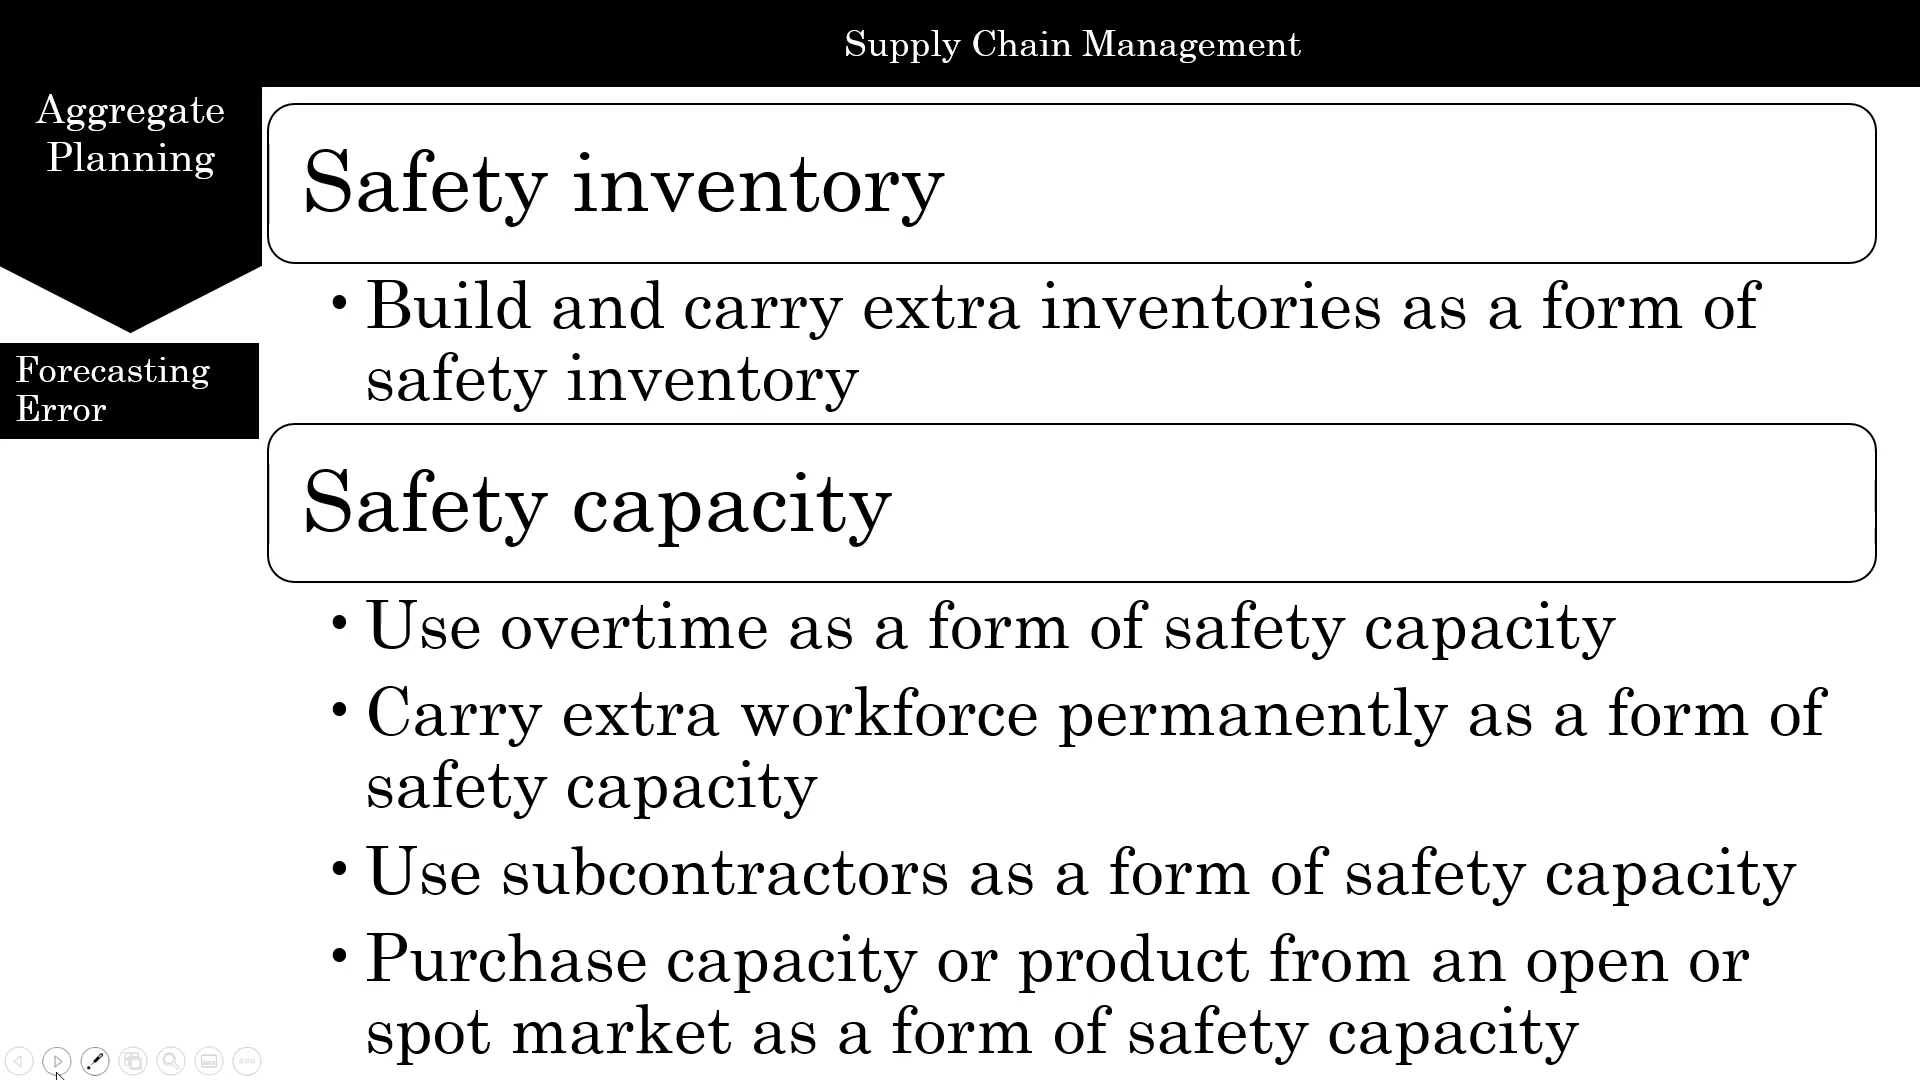 Supply Chain Management
Aggregate
Planning
Forecasting
Error
Safety inventory
• Build and carry extra inventories as a form of
safety inventory
Safety capacity
• Use overtime as a form of safety capacity
• Carry extra workforce permanently as a form of
safety capacity
• Use subcontractors as a form of safety capacity
• Purchase capacity or product from an open or
spot market as a form of safety capacity